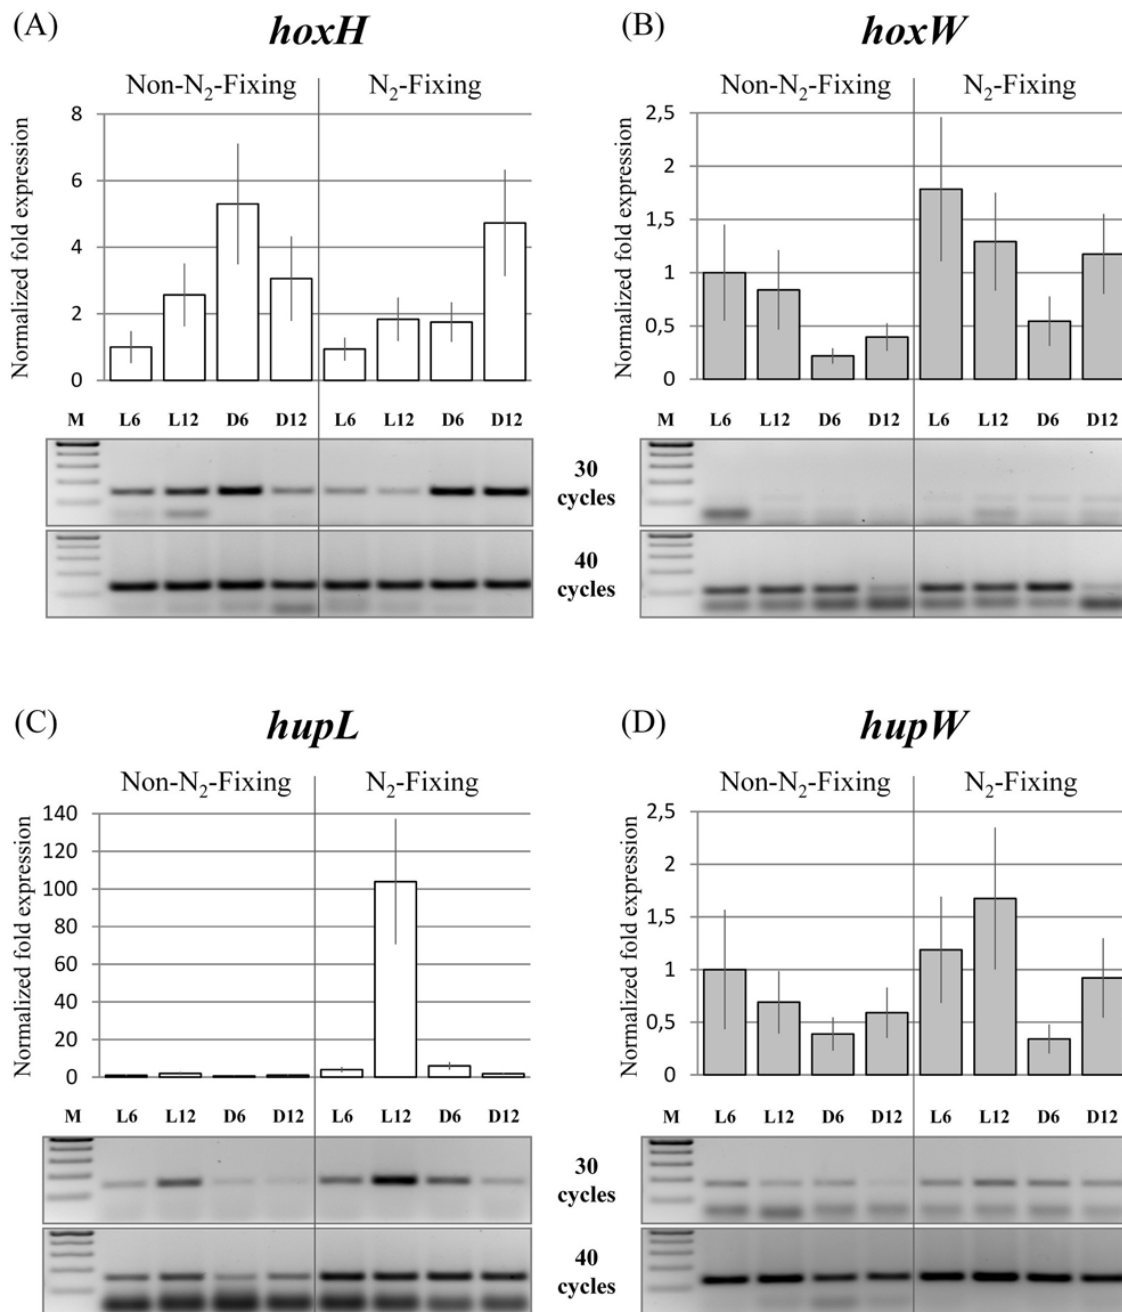 (A) hoxH
Non-N₂-Fixing N₂-Fixing
Normalized fold expression
8
6
4
2
0
M L6 L12 D6 D12 L6 L12 D6 D12
(B) hoxW
Non-N₂-Fixing N₂-Fixing
Normalized fold expression
2,5
2
1,5
1
0,5
0
M L6 L12 D6 D12 L6 L12 D6 D12
30
cycles
40
cycles
(C) hupL
Non-N₂-Fixing N₂-Fixing
Normalized fold expression
140
120
100
80
60
40
20
0
M L6 L12 D6 D12 L6 L12 D6 D12
(D) hupW
Non-N₂-Fixing N₂-Fixing
Normalized fold expression
2,5
2
1,5
1
0,5
0
M L6 L12 D6 D12 L6 L12 D6 D12
30
cycles
40
cycles